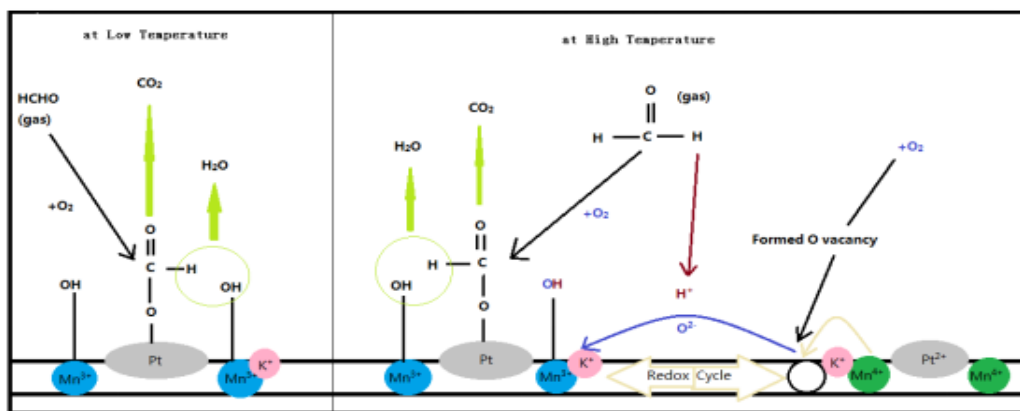 at Low Temperature
CO₂
HCHO
(gas)
H₂O
+O₂
O
C
H
OH
OH
O
Pt
K⁺
Mn³⁺
Mn³⁺
at High Temperature
O
(gas)
CO₂
H
C
H
H₂O
+O₂
+O₂
O
Formed O vacancy
H
C
OH
OH
H⁺
O
O²⁻
Pt
K⁺
Mn³⁺
Mn³⁺
Redox Cycle
K⁺
Mn⁴⁺
Pt²⁺
Mn⁴⁺